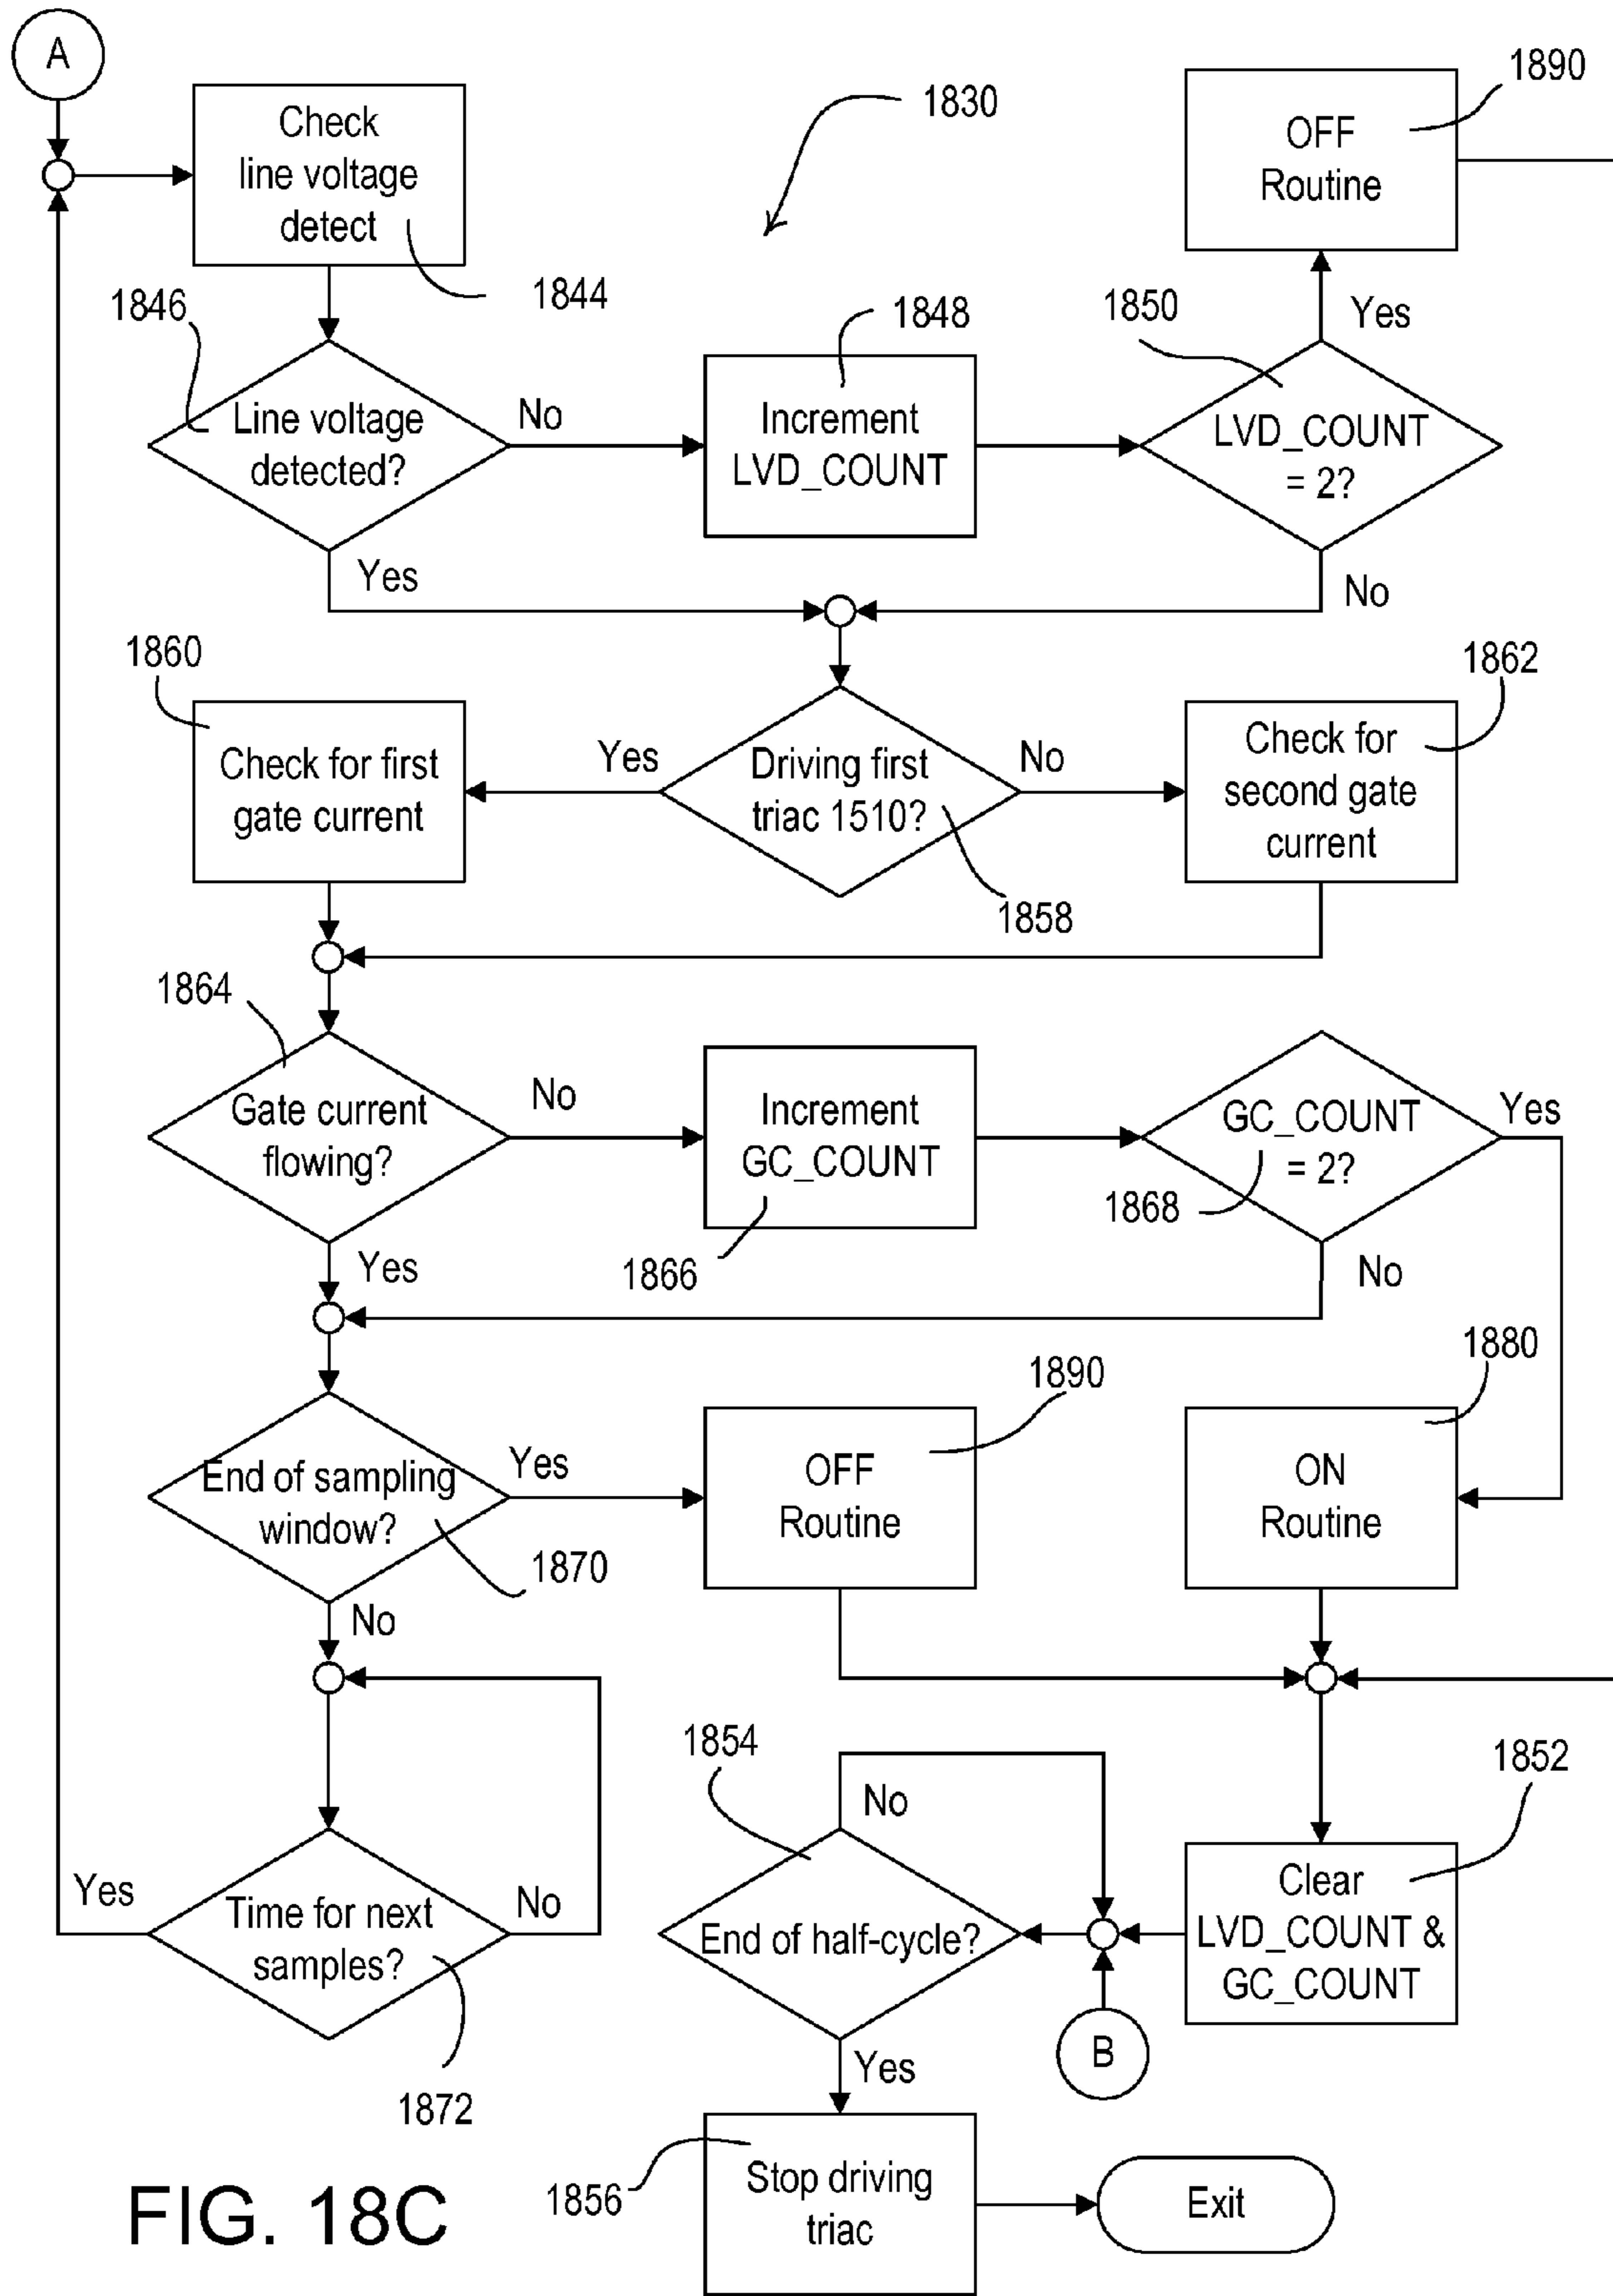 A
Check
line voltage
detect
1830
OFF
Routine
1890
1844
1846
Line voltage
detected?
No
Yes
1848
Increment
LVD_COUNT
1850
LVD_COUNT
= 2?
Yes
No
1860
Check for first
gate current
Yes
Driving first
triac 1510?
No
1858
1862
Check for
second gate
current
1864
Gate current
flowing?
No
Yes
Increment
GC_COUNT
1866
GC_COUNT
= 2?
1868
Yes
No
End of sampling
window?
Yes
1870
No
1890
OFF
Routine
1880
ON
Routine
Time for next
samples?
Yes
No
1872
1854
No
End of half-cycle?
Yes
1852
Clear
LVD_COUNT &
GC_COUNT
B
1856
Stop driving
triac
Exit
FIG. 18C